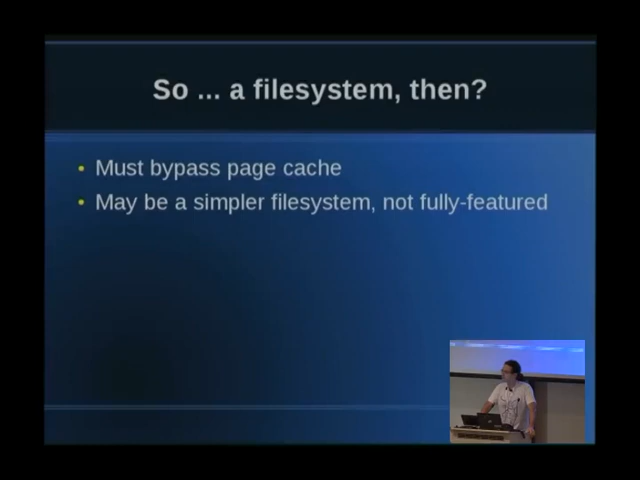 So ... a filesystem, then?
Must bypass page cache
May be a simpler filesystem, not fully-featured